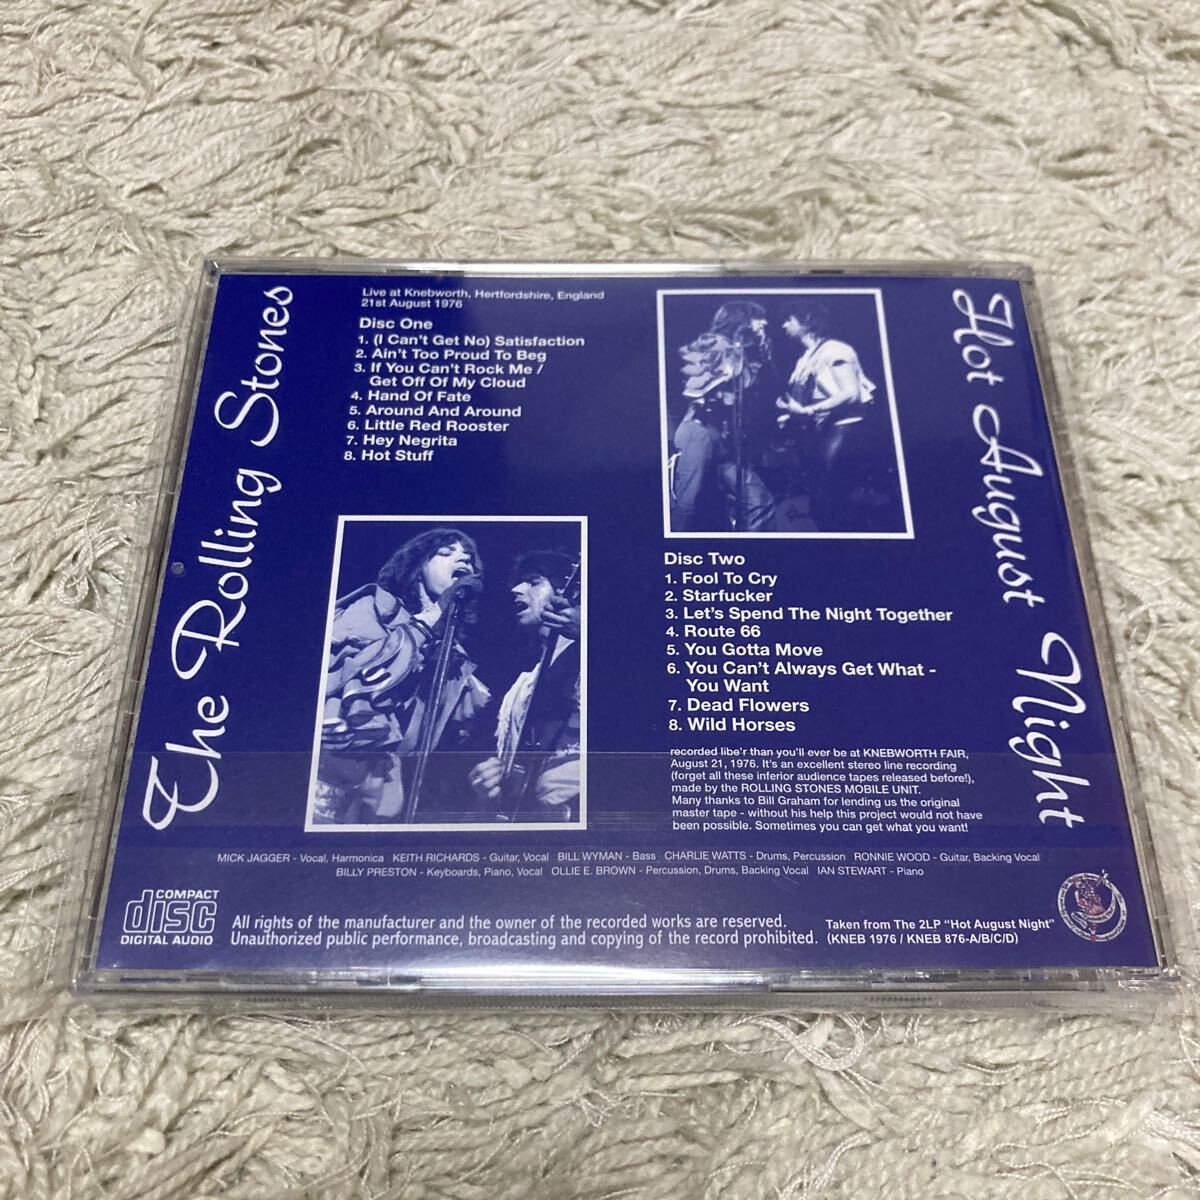 The Rolling Stones
Live at Knebworth, Hertfordshire, England
21st August 1976
Disc One
1. (I Can't Get No) Satisfaction
2. Ain't Too Proud To Beg
3. If You Can't Rock Me /
Get Off Of My Cloud
4. Hand Of Fate
5. Around And Around
6. Little Red Rooster
7. Hey Negrita
8. Hot Stuff
Hot August Night
Disc Two
1. Fool To Cry
2. Starfucker
3. Let's Spend The Night Together
4. Route 66
5. You Gotta Move
6. You Can't Always Get What -
You Want
7. Dead Flowers
8. Wild Horses
recorded libe'r than you'll ever be at KNEBWORTH FAIR,
August 21, 1976. It's an excellent stereo line recording
(forget all these inferior audience tapes released before!),
made by the ROLLING STONES MOBILE UNIT.
Many thanks to Bill Graham for lending us the original
master tape - without his help this project would not have
been possible. Sometimes you can get what you want!
MICK JAGGER - Vocal, Harmonica KEITH RICHARDS - Guitar, Vocal BILL WYMAN - Bass CHARLIE WATTS - Drums, Percussion RONNIE WOOD - Guitar, Backing Vocal
BILLY PRESTON - Keyboards, Piano, Vocal OLLIE E. BROWN - Percussion, Drums, Backing Vocal IAN STEWART - Piano
COMPACT
disc
DIGITAL AUDIO
All rights of the manufacturer and the owner of the recorded works are reserved.
Unauthorized public performance, broadcasting and copying of the record prohibited.
Taken from The 2LP "Hot August Night"
(KNEB 1976 / KNEB 876-A/B/C/D)